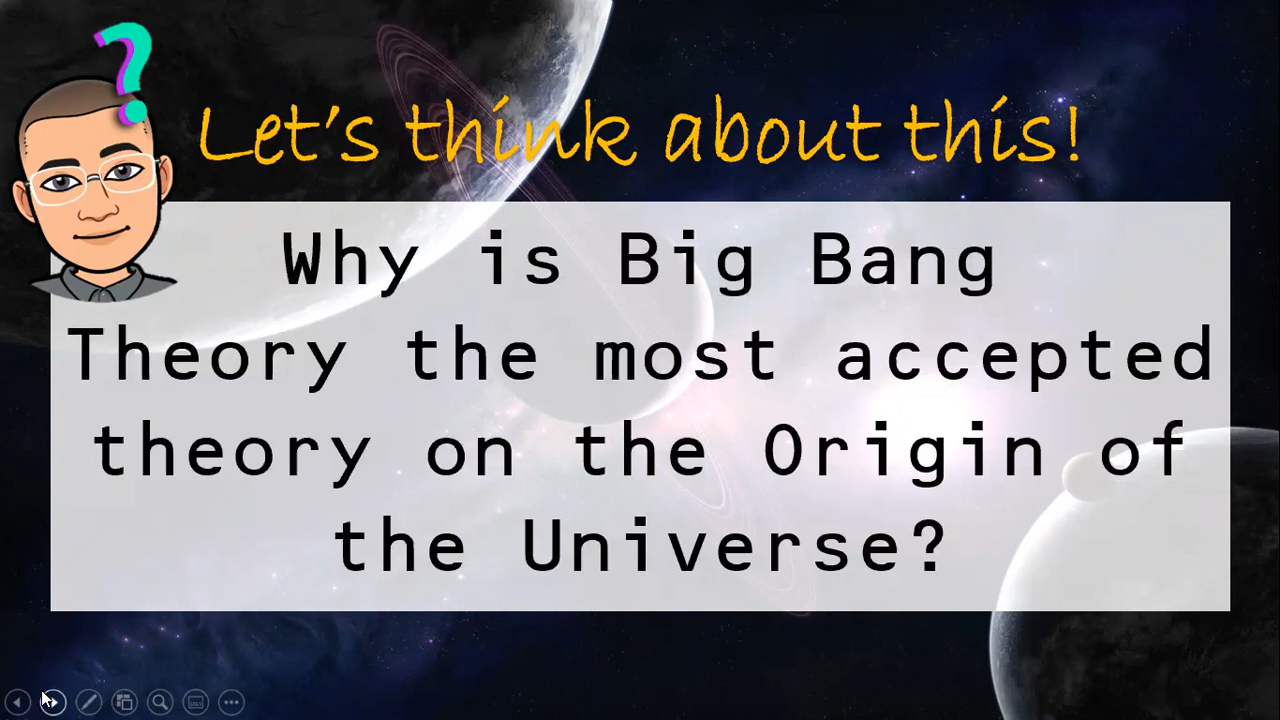 ?
Let's think about this!
Why is Big Bang
Theory the most accepted
theory on the Origin of
the Universe?